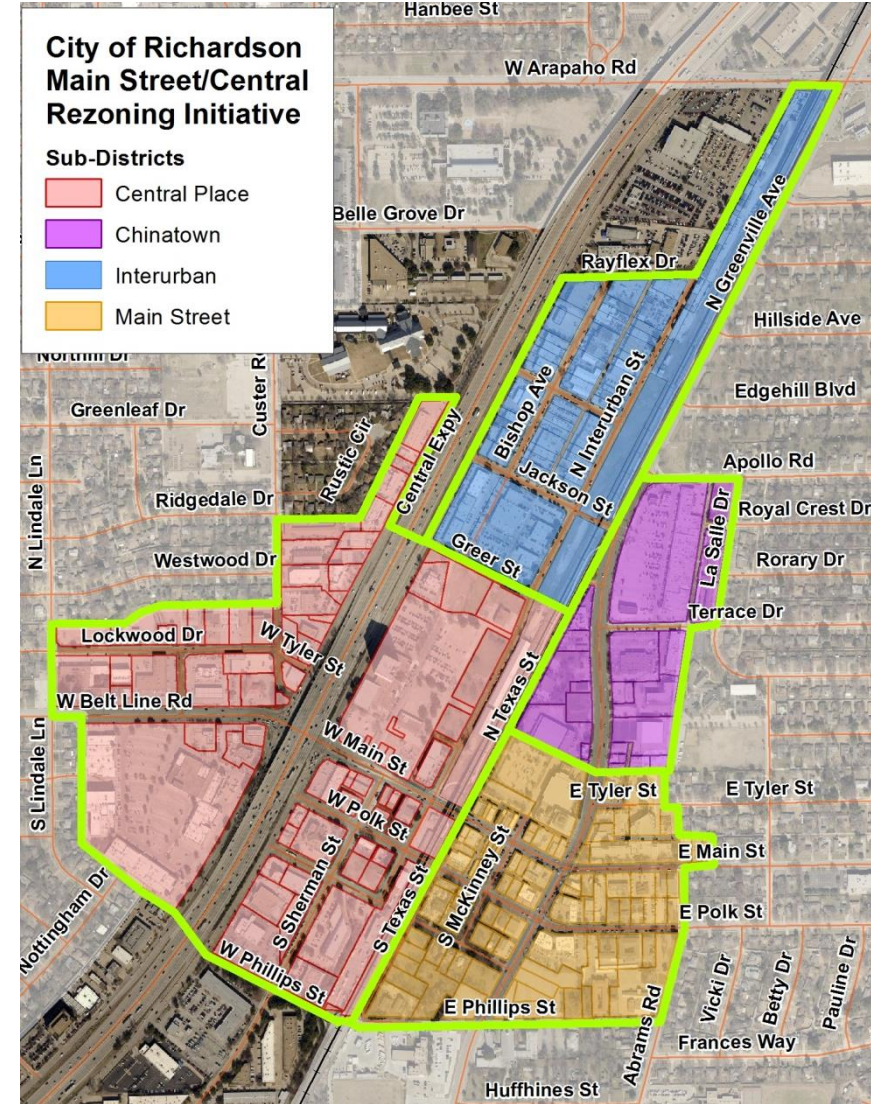 Hanbee St
City of Richardson
Main Street/Central
Rezoning Initiative
Sub-Districts
Central Place
Chinatown
Interurban
Main Street
W Arapaho Rd
Belle Grove Dr
Rayflex Dr
N Greenville Ave
Hillside Ave
Northill Dr
Custer R
Greenleaf Dr
Edgehill Blvd
Bishop Ave
N Interurban St
Rustic Cir
Central Expy
Apollo Rd
N Lindale Ln
Ridgedale Dr
Jackson St
La Salle Dr
Royal Crest Dr
Westwood Dr
Greer St
Rorary Dr
Terrace Dr
Lockwood Dr
W Tyler St
N Texas St
W Belt Line Rd
S Lindale Ln
W Main St
E Tyler St
E Tyler St
W Polk St
S McKinney St
E Main St
S Sherman St
S Texas St
E Polk St
Nottingham Dr
W Phillips St
E Phillips St
Abrams Rd
Vicki Dr
Betty Dr
Pauline Dr
Frances Way
Huffhines St